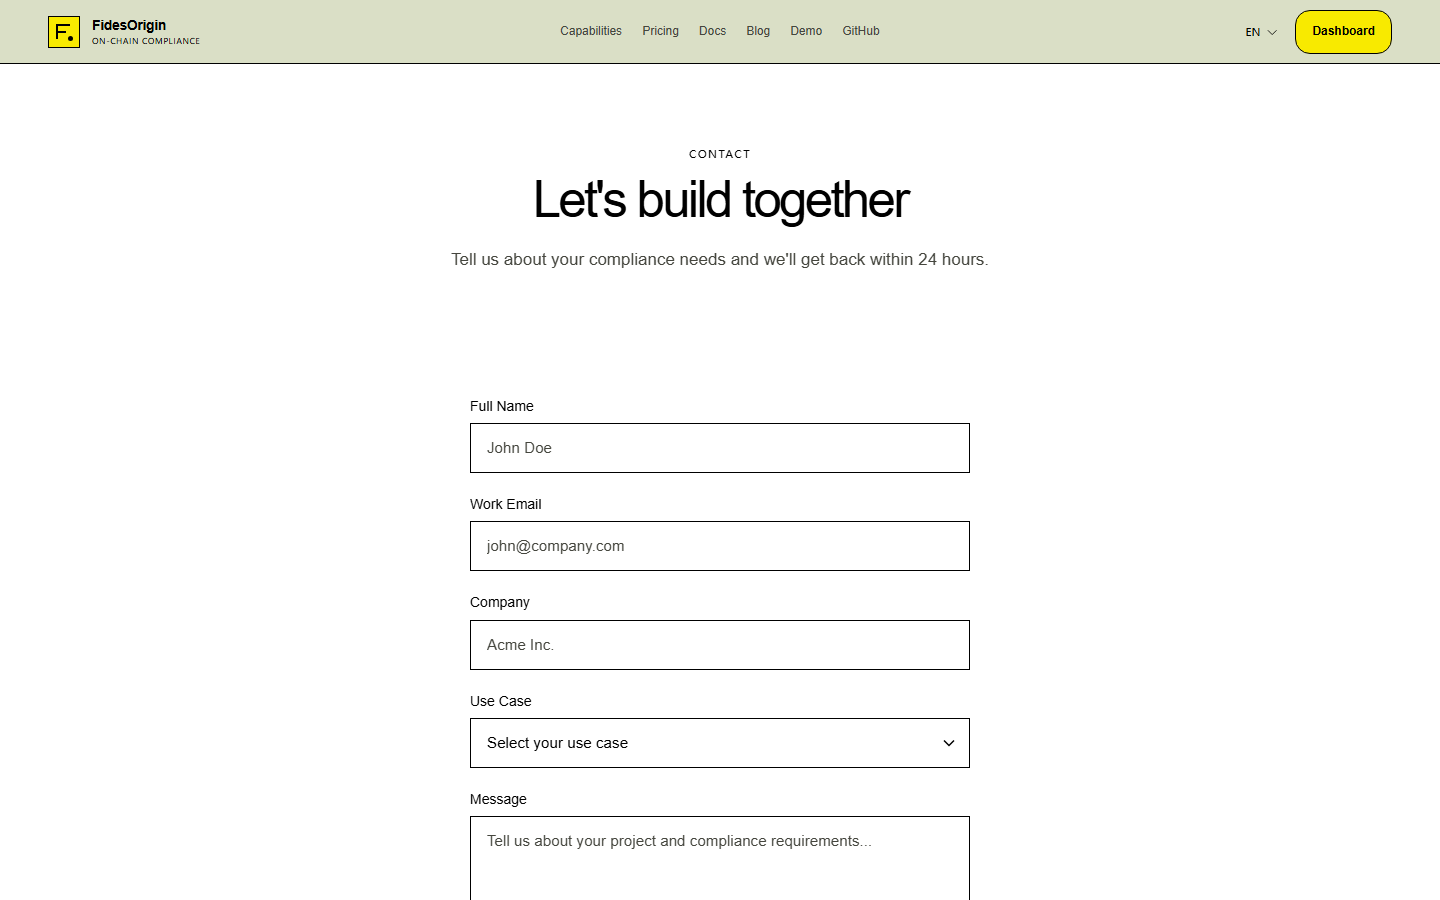 F.
FidesOrigin
ON-CHAIN COMPLIANCE
Capabilities Pricing Docs Blog Demo GitHub
EN
Dashboard
CONTACT
Let's build together
Tell us about your compliance needs and we'll get back within 24 hours.
Full Name
John Doe
Work Email
john@company.com
Company
Acme Inc.
Use Case
Select your use case
Message
Tell us about your project and compliance requirements...